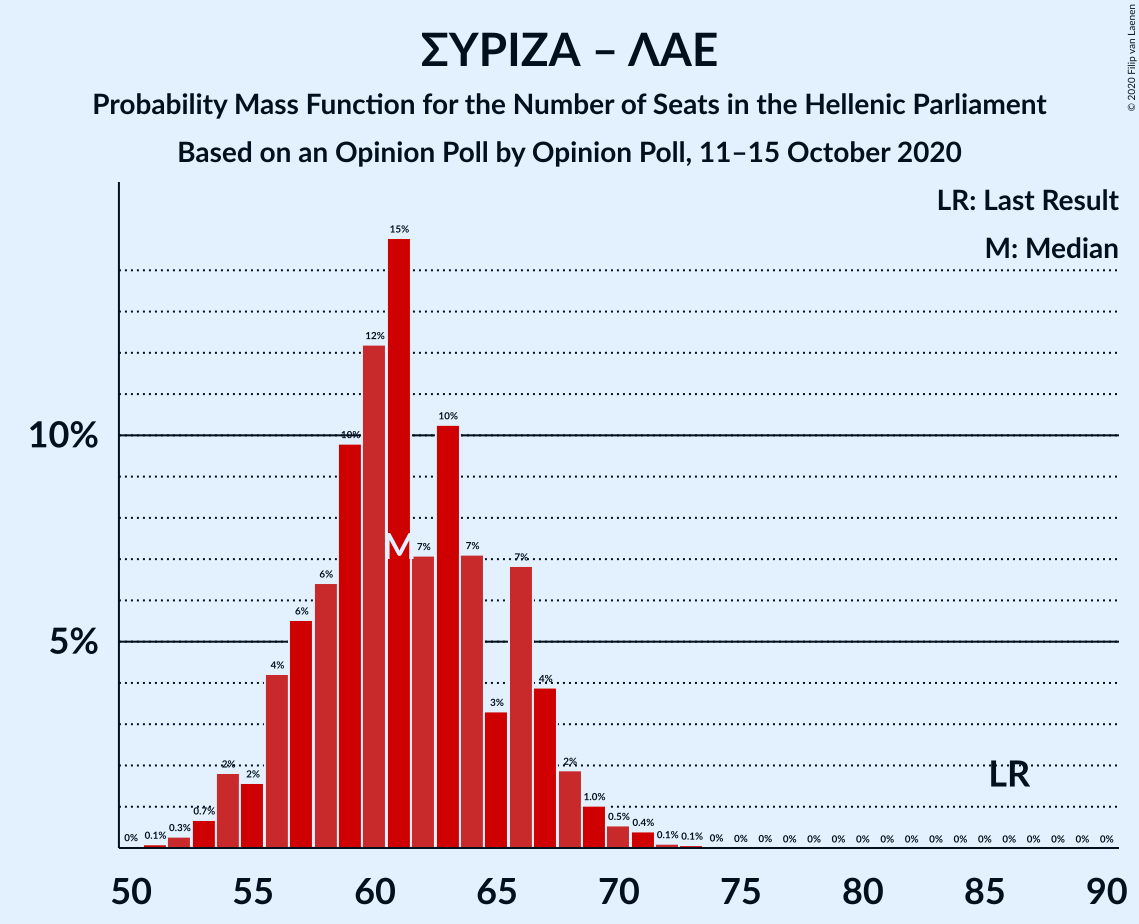 ΣΥΡΙΖΑ – ΛΑΕ
Probability Mass Function for the Number of Seats in the Hellenic Parliament
Based on an Opinion Poll by Opinion Poll, 11–15 October 2020
© 2020 Filip van Laenen
LR: Last Result
M: Median
15%
12%
10%
10%
10%
M
7%
7%
7%
6%
6%
5%
4%
4%
3%
LR
2%
2%
2%
0.7%
1.0%
0.5%
0.4%
0% 0.1% 0.3% 0.1% 0.1% 0% 0% 0% 0% 0% 0% 0% 0% 0% 0% 0% 0% 0% 0% 0% 0% 0%
50 55 60 65 70 75 80 85 90